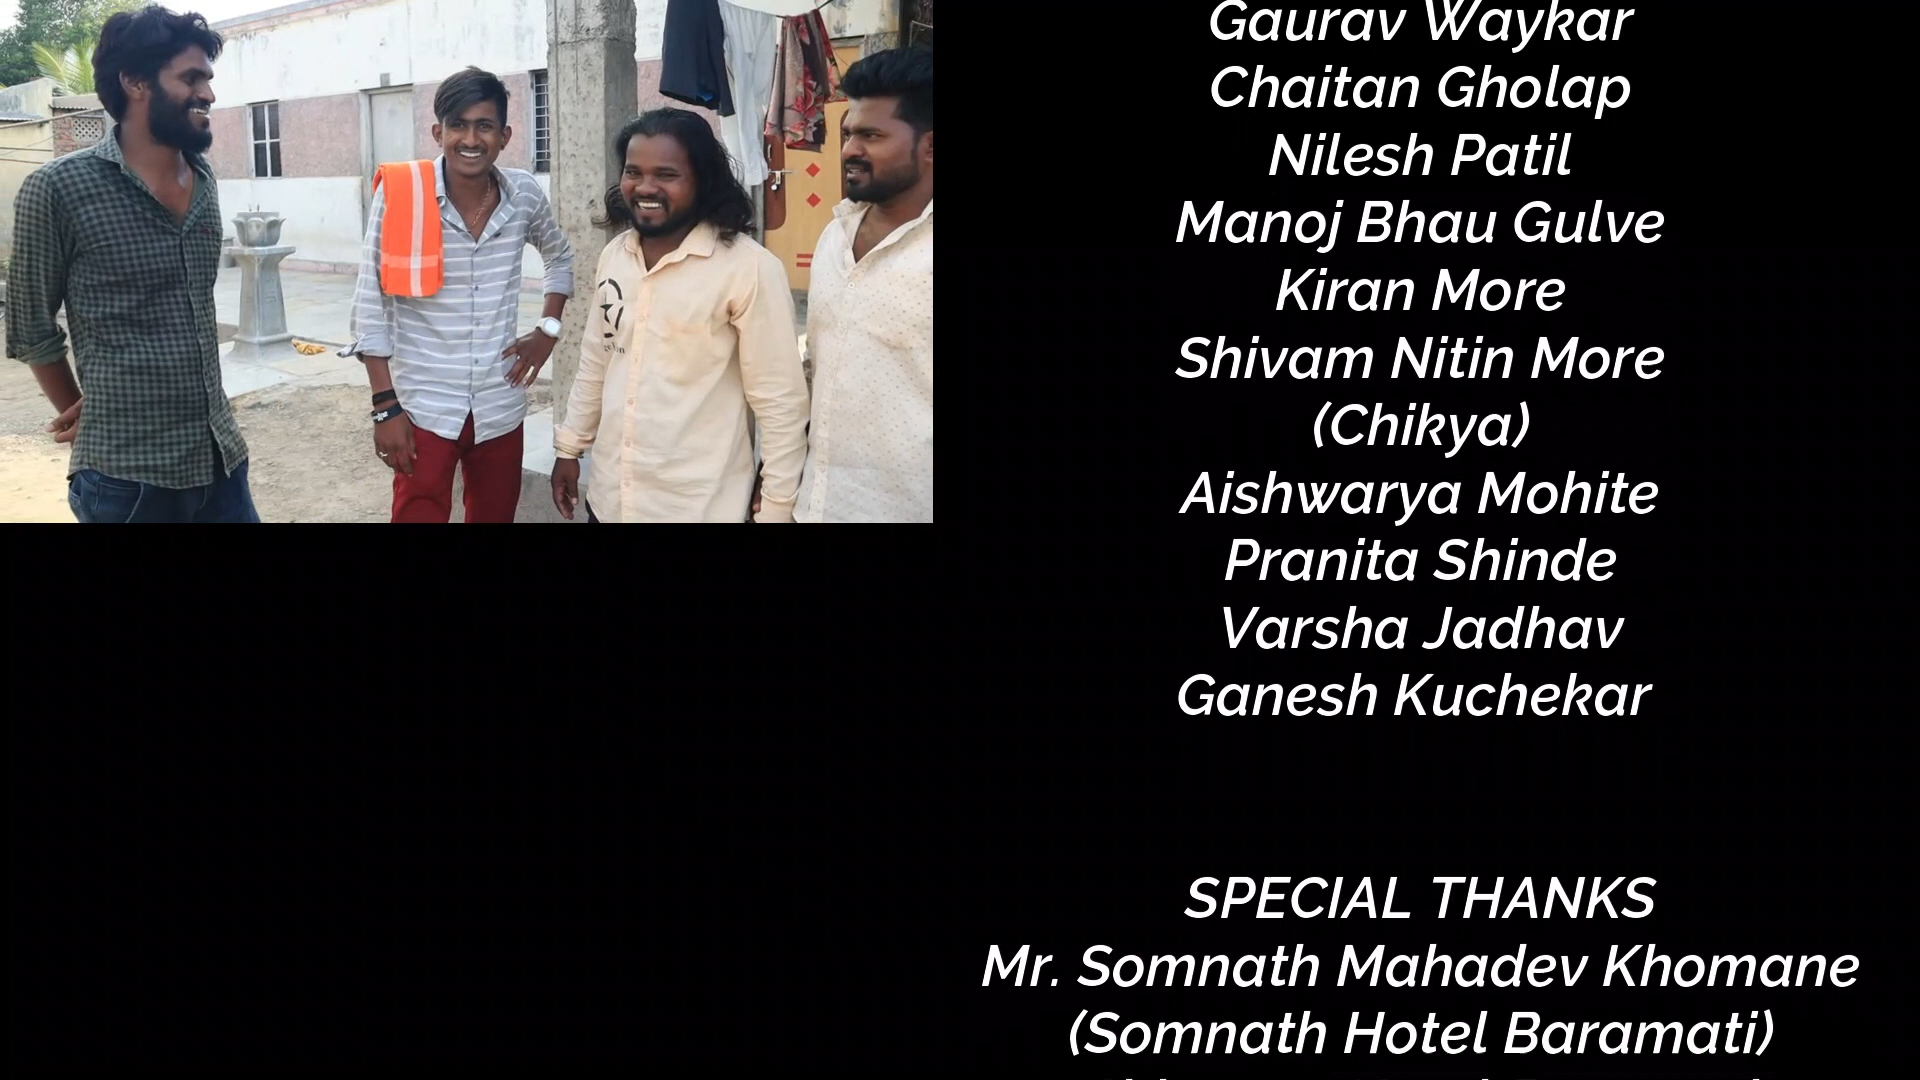 Gaurav Waykar
Chaitan Gholap
Nilesh Patil
Manoj Bhau Gulve
Kiran More
Shivam Nitin More
(Chikya)
Aishwarya Mohite
Pranita Shinde
Varsha Jadhav
Ganesh Kuchekar
SPECIAL THANKS
Mr. Somnath Mahadev Khomane
(Somnath Hotel Baramati)